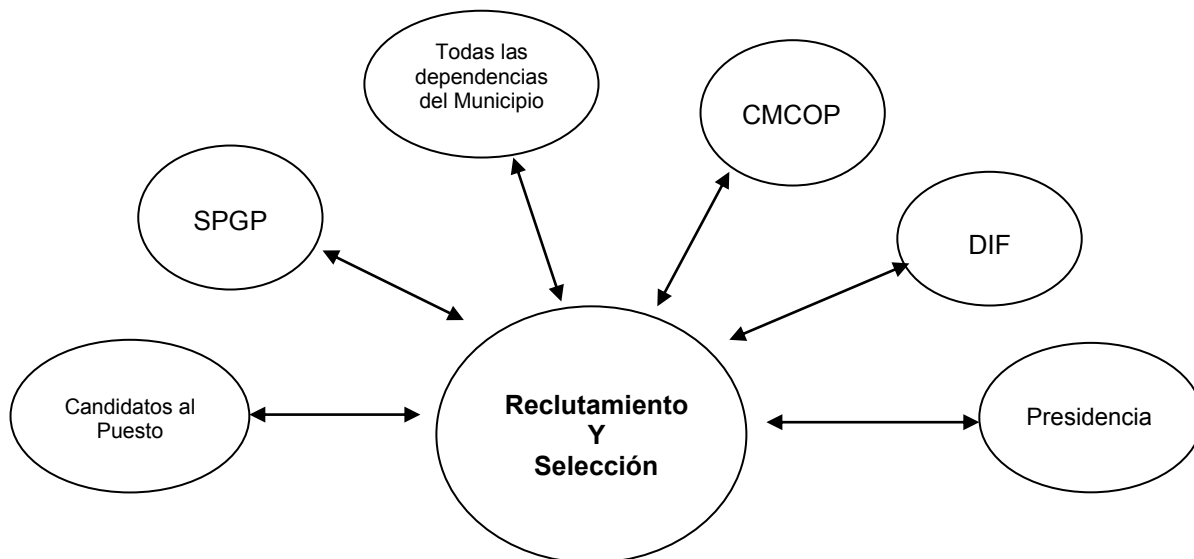 Todas las
dependencias
del Municipio
CMCOP
SPGP
DIF
Candidatos al
Puesto
Reclutamiento
Y
Selección
Presidencia